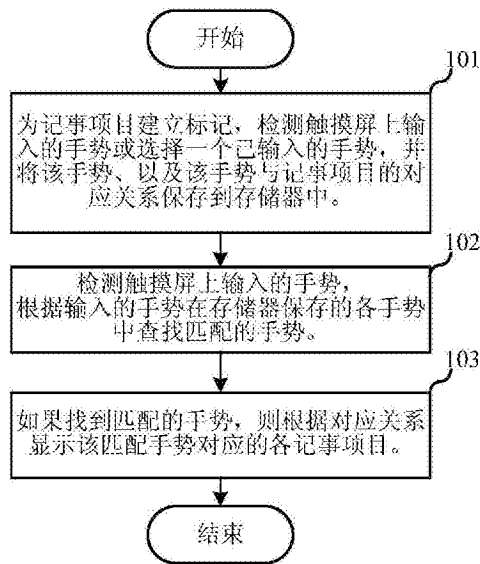 开始
101
为记事项目建立标记，检测触摸屏上输
入的手势或选择一个已输入的手势，并
将该手势、以及该手势与记事项目的对
应关系保存到存储器中。
102
检测触摸屏上输入的手势，
根据输入的手势在存储器保存的各手势
中查找匹配的手势。
103
如果找到匹配的手势，则根据对应关系
显示该匹配手势对应的各记事项目。
结束